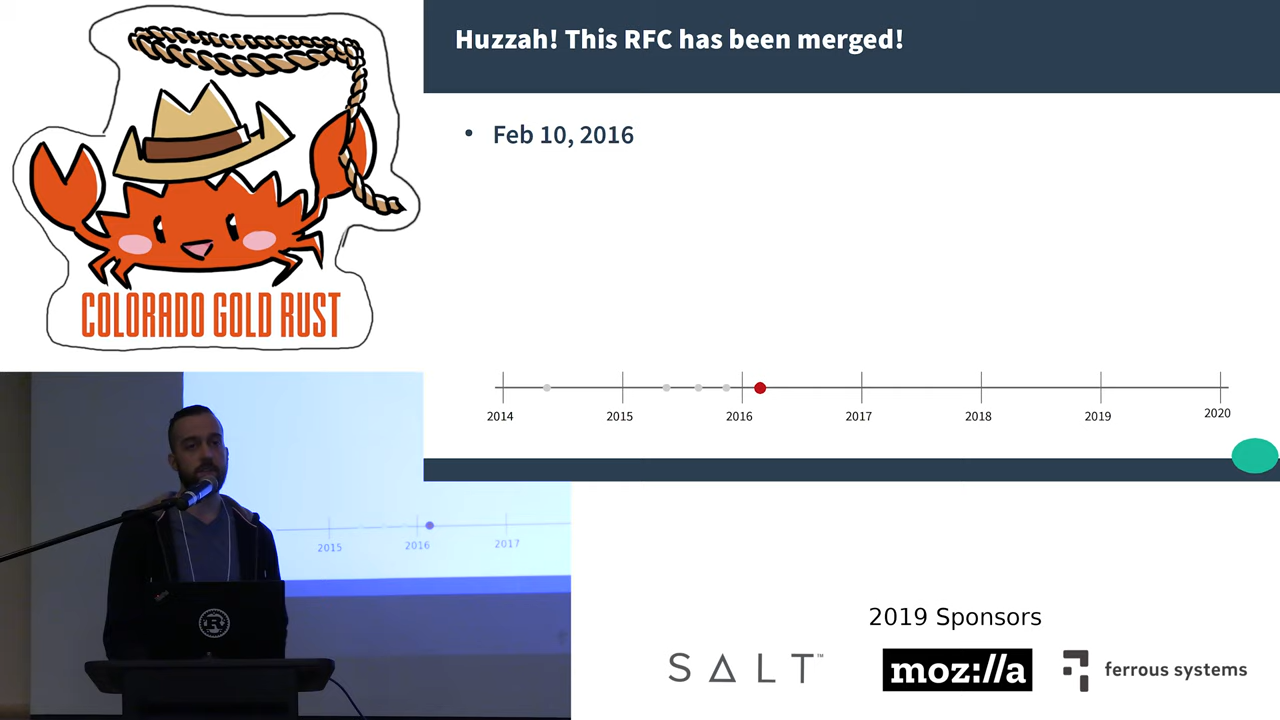 Huzzah! This RFC has been merged!
• Feb 10, 2016
2014 2015 2016 2017 2018 2019 2020
COLORADO GOLD RUST
2015 2016 2017
R
2019 Sponsors
SALT™
moz://a
ferrous systems